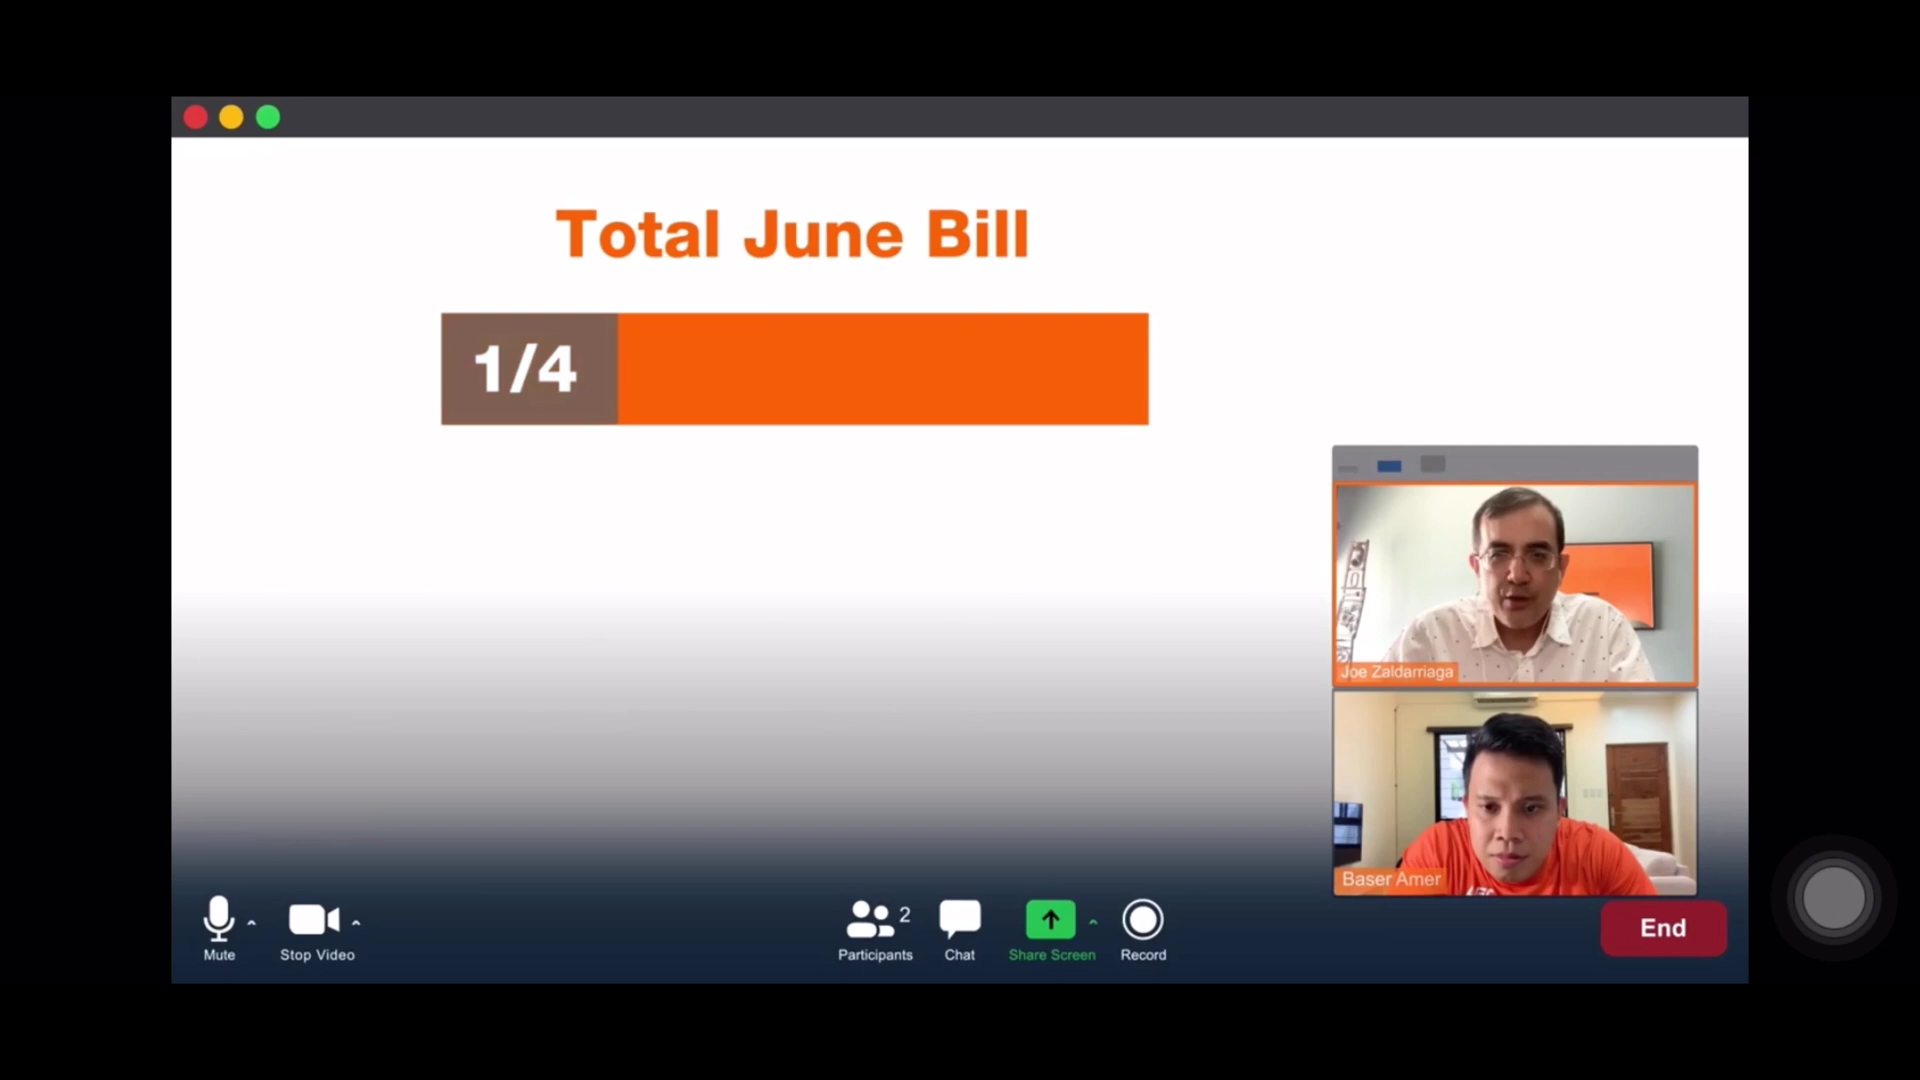 Total June Bill
1/4
Joe Zaldarriaga
Baser Amer
Mute
Stop Video
2
Participants
Chat
Share Screen
Record
End